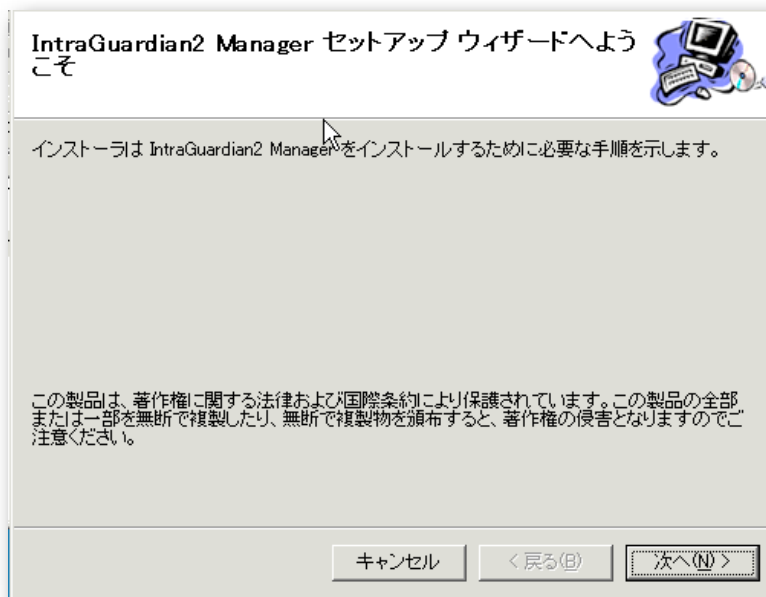 IntraGuardian2 Manager セットアップ ウィザードへよう
こそ
インストーラは IntraGuardian2 Manager をインストールするために必要な手順を示します。
この製品は、著作権に関する法律および国際条約により保護されています。この製品の全部
または一部を無断で複製したり、無断で複製物を頒布すると、著作権の侵害となりますのでご
注意ください。
キャンセル
< 戻る(B)
次へ(N) >